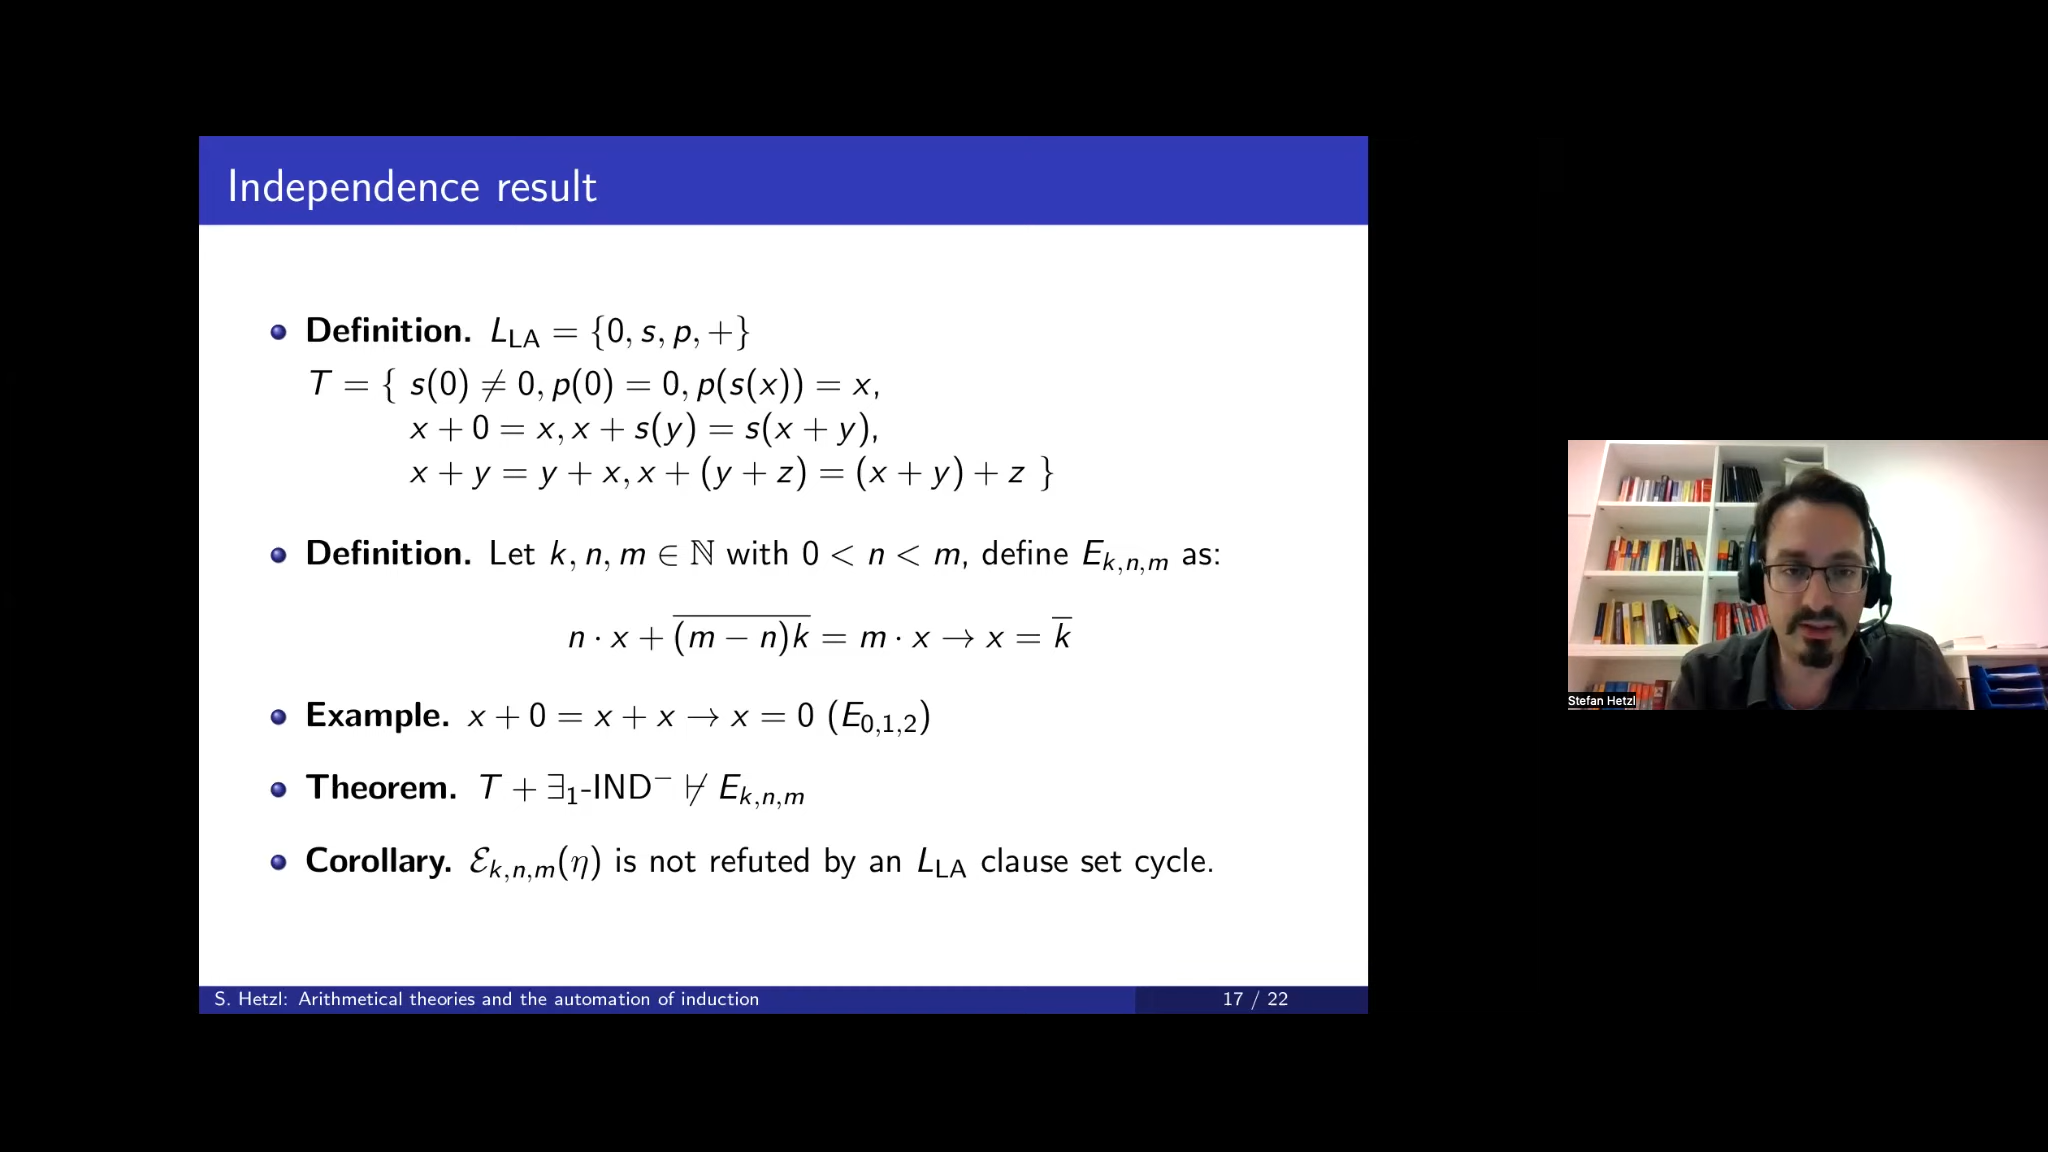 Independence result
Definition. L_LA = {0, s, p, +}
T = { s(0) ≠ 0, p(0) = 0, p(s(x)) = x,
x + 0 = x, x + s(y) = s(x + y),
x + y = y + x, x + (y + z) = (x + y) + z }
Definition. Let k, n, m ∈ ℕ with 0 < n < m, define E_{k,n,m} as:
n · x + \overline{(m − n)k} = m · x → x = \overline{k}
Example. x + 0 = x + x → x = 0 (E_{0,1,2})
Theorem. T + ∃₁-IND⁻ ⊬ E_{k,n,m}
Corollary. ℰ_{k,n,m}(η) is not refuted by an L_LA clause set cycle.
S. Hetzl: Arithmetical theories and the automation of induction
17 / 22
Stefan Hetzl